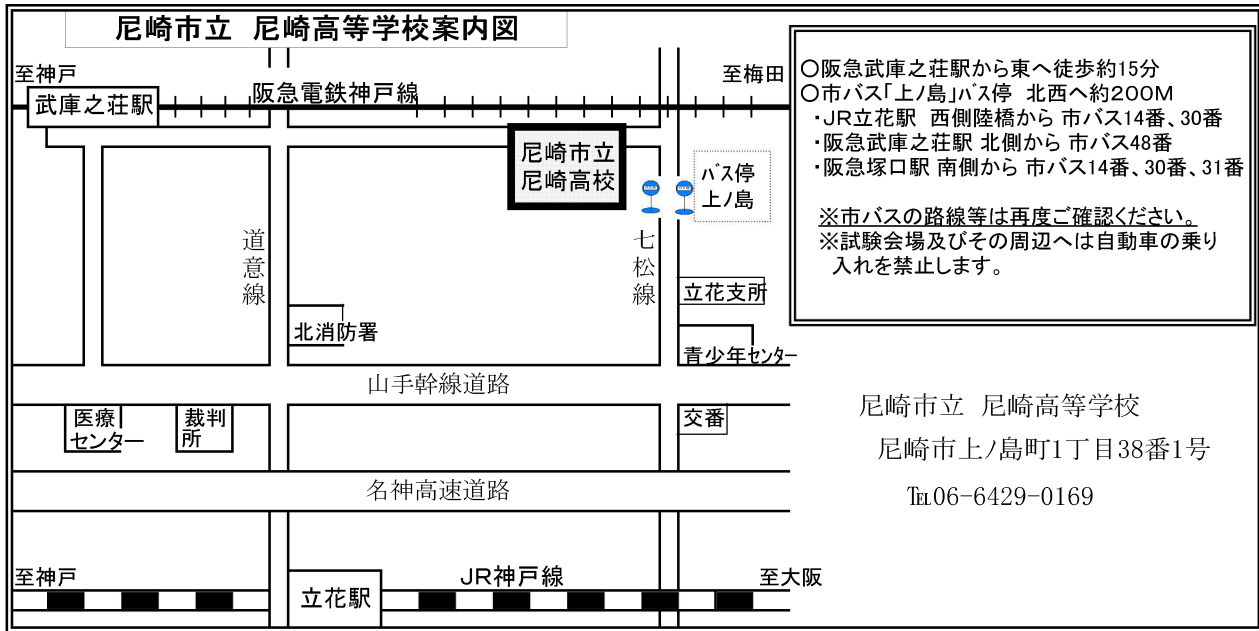 尼崎市立 尼崎高等学校案内図
至神戸
武庫之荘駅
阪急電鉄神戸線
至梅田
尼崎市立
尼崎高校
バス停
上ノ島
道意線
七松線
北消防署
立花支所
青少年センター
山手幹線道路
医療
センター
裁判
所
交番
名神高速道路
至神戸
立花駅
JR神戸線
至大阪
○阪急武庫之荘駅から東へ徒歩約15分
○市バス「上ノ島」バス停 北西へ約200M
・JR立花駅 西側陸橋から 市バス14番、30番
・阪急武庫之荘駅 北側から 市バス48番
・阪急塚口駅 南側から 市バス14番、30番、31番
※市バスの路線等は再度ご確認ください。
※試験会場及びその周辺へは自動車の乗り
入れを禁止します。
尼崎市立 尼崎高等学校
尼崎市上ノ島町1丁目38番1号
℡06-6429-0169